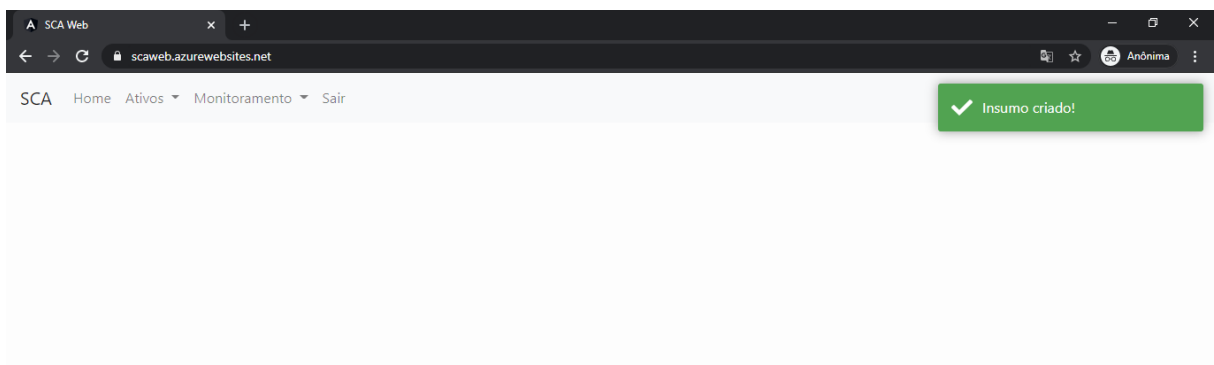 SCA Web
scaweb.azurewebsites.net
Anônima
SCA Home Ativos Monitoramento Sair
Insumo criado!